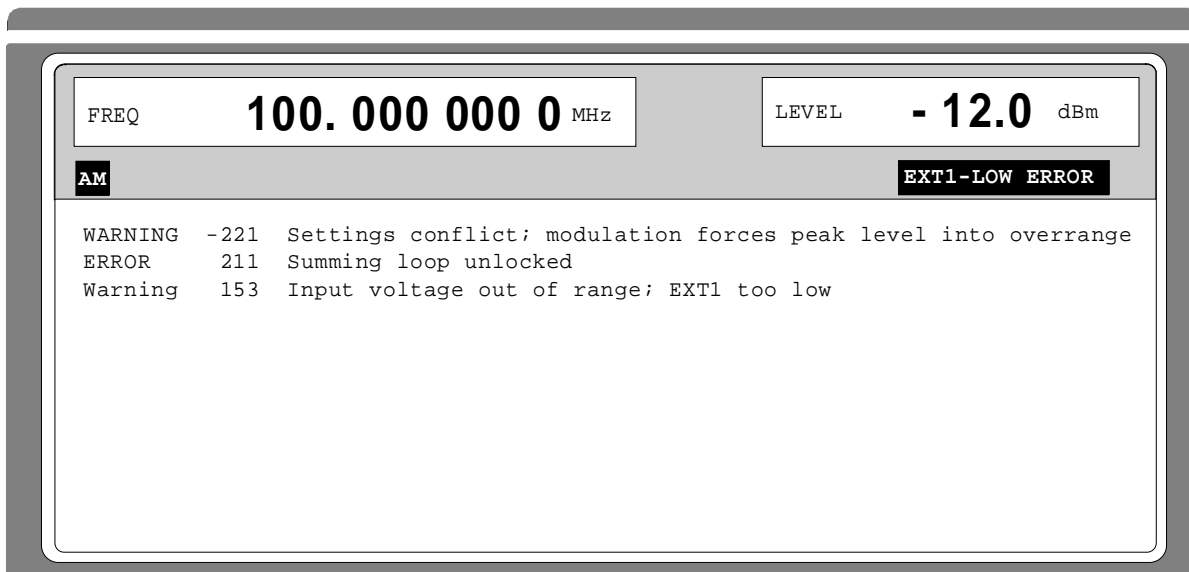 FREQ 100. 000 000 0 MHz LEVEL - 12.0 dBm
AM EXT1-LOW ERROR
WARNING -221 Settings conflict; modulation forces peak level into overrange
ERROR 211 Summing loop unlocked
Warning 153 Input voltage out of range; EXT1 too low